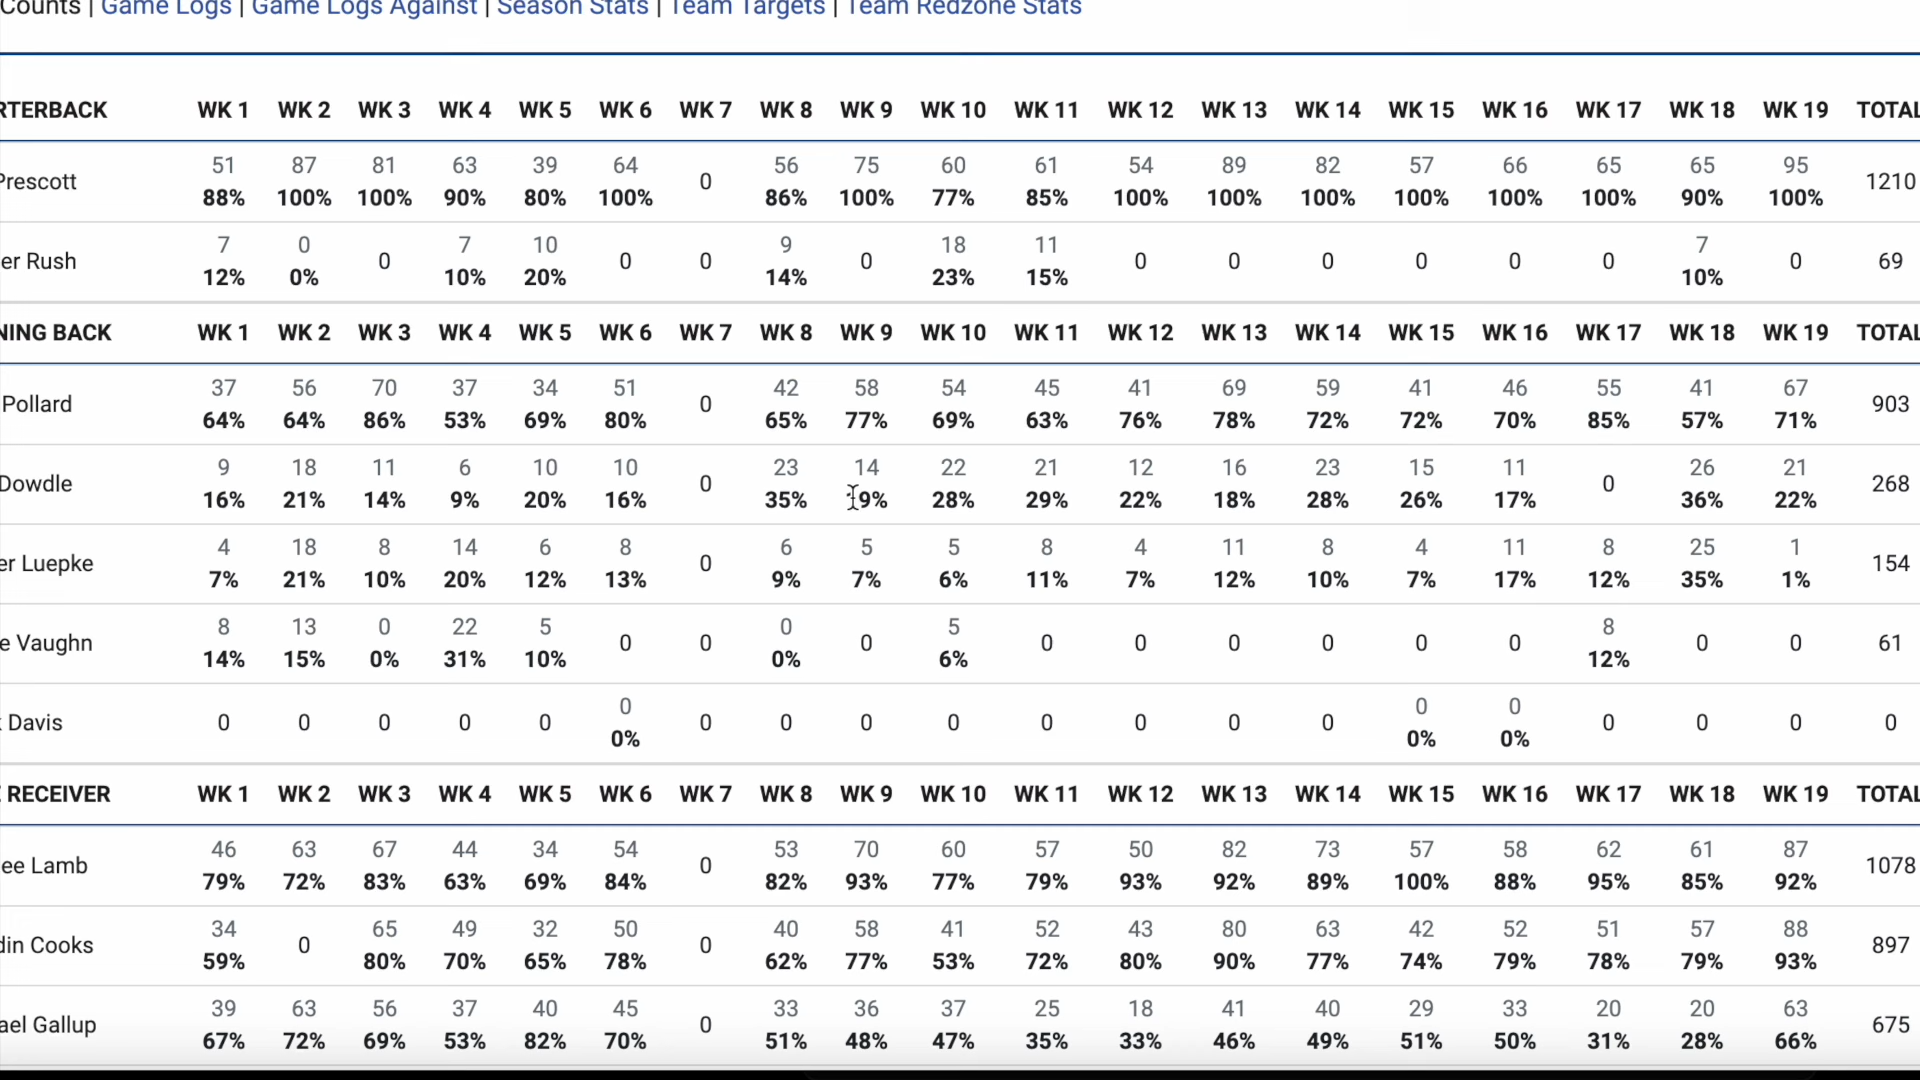 Counts | Game Logs | Game Logs Against | Season Stats | Team Targets | Team Redzone Stats
RTERBACK WK 1 WK 2 WK 3 WK 4 WK 5 WK 6 WK 7 WK 8 WK 9 WK 10 WK 11 WK 12 WK 13 WK 14 WK 15 WK 16 WK 17 WK 18 WK 19 TOTAL
51 87 81 63 39 64 56 75 60 61 54 89 82 57 66 65 65 95
Prescott 0 1210
88% 100% 100% 90% 80% 100% 86% 100% 77% 85% 100% 100% 100% 100% 100% 100% 90% 100%
7 0 7 10 9 18 11 7
er Rush 0 0 0 0 0 0 0 0 0 0 0 0 69
12% 0% 10% 20% 14% 23% 15% 10%
NING BACK WK 1 WK 2 WK 3 WK 4 WK 5 WK 6 WK 7 WK 8 WK 9 WK 10 WK 11 WK 12 WK 13 WK 14 WK 15 WK 16 WK 17 WK 18 WK 19 TOTAL
37 56 70 37 34 51 42 58 54 45 41 69 59 41 46 55 41 67
Pollard 0 903
64% 64% 86% 53% 69% 80% 65% 77% 69% 63% 76% 78% 72% 72% 70% 85% 57% 71%
9 18 11 6 10 10 23 14 22 21 12 16 23 15 11 26 21
Dowdle 0 0 268
16% 21% 14% 9% 20% 16% 35% 9% 28% 29% 22% 18% 28% 26% 17% 36% 22%
4 18 8 14 6 8 6 5 5 8 4 11 8 4 11 8 25 1
er Luepke 0 154
7% 21% 10% 20% 12% 13% 9% 7% 6% 11% 7% 12% 10% 7% 17% 12% 35% 1%
8 13 0 22 5 0 5 8
e Vaughn 0 0 0 0 0 0 0 0 0 0 0 61
14% 15% 0% 31% 10% 0% 6% 12%
0 0 0
Davis 0 0 0 0 0 0 0 0 0 0 0 0 0 0 0 0 0
0% 0% 0%
RECEIVER WK 1 WK 2 WK 3 WK 4 WK 5 WK 6 WK 7 WK 8 WK 9 WK 10 WK 11 WK 12 WK 13 WK 14 WK 15 WK 16 WK 17 WK 18 WK 19 TOTAL
46 63 67 44 34 54 53 70 60 57 50 82 73 57 58 62 61 87
ee Lamb 0 1078
79% 72% 83% 63% 69% 84% 82% 93% 77% 79% 93% 92% 89% 100% 88% 95% 85% 92%
34 65 49 32 50 40 58 41 52 43 80 63 42 52 51 57 88
din Cooks 0 0 897
59% 80% 70% 65% 78% 62% 77% 53% 72% 80% 90% 77% 74% 79% 78% 79% 93%
39 63 56 37 40 45 33 36 37 25 18 41 40 29 33 20 20 63
ael Gallup 0 675
67% 72% 69% 53% 82% 70% 51% 48% 47% 35% 33% 46% 49% 51% 50% 31% 28% 66%